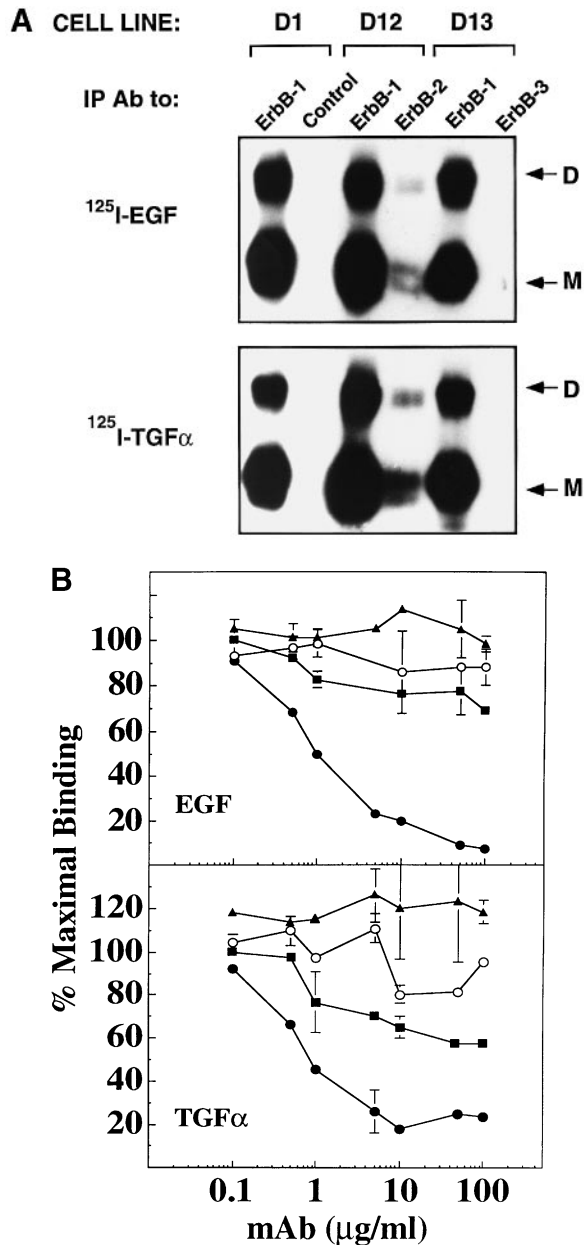 A CELL LINE: D1 D12 D13
IP Ab to: ErbB-1 Control ErbB-1 ErbB-2 ErbB-1 ErbB-3
D
125I-EGF
M
D
125I-TGFα
M
B
100
80
60
40
20
EGF
% Maximal Binding
120
100
80
60
40
20
TGFα
0.1 1 10 100
mAb (μg/ml)